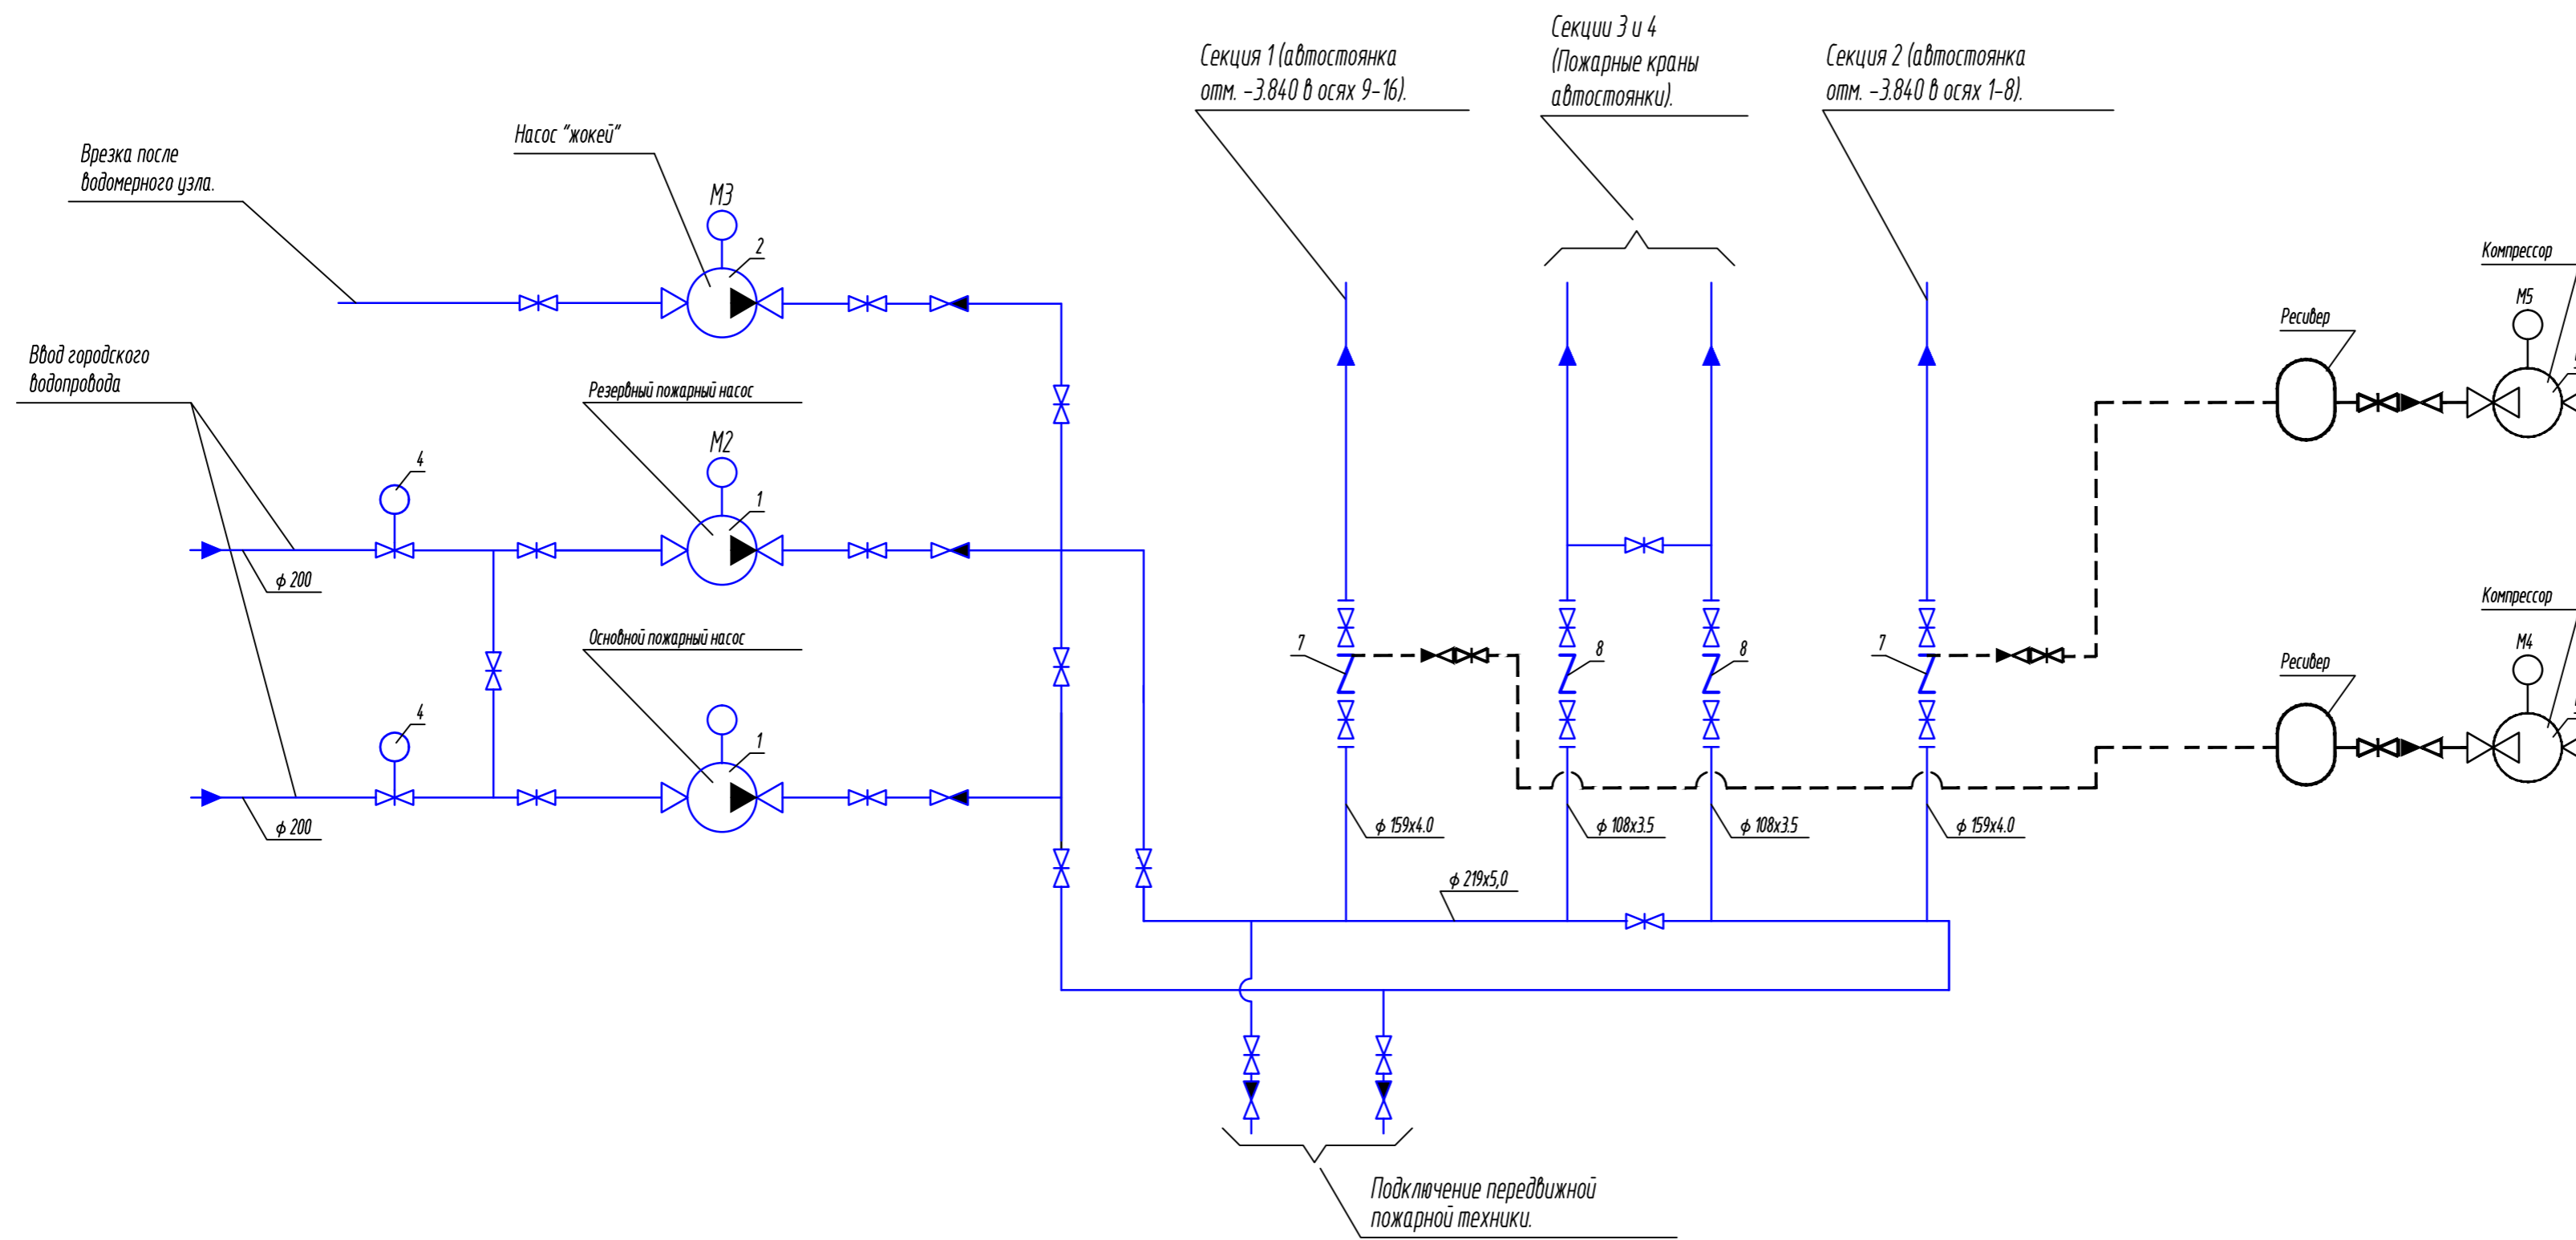 Секция 1 (автостоянка
отм. -3.840 в осях 9-16).
Секции 3 и 4
(Пожарные краны
автостоянки).
Секция 2 (автостоянка
отм. -3.840 в осях 1-8).
Врезка после
водомерного узла.
Насос "жокей"
М3
2
Компрессор
М5
Ресивер
Ввод городского
водопровода
Резервный пожарный насос
М2
4
1
φ 200
Основной пожарный насос
4
1
φ 200
7
8
8
7
Компрессор
М4
Ресивер
φ 159х4.0
φ 108х3.5
φ 108х3.5
φ 159х4.0
φ 219х5,0
Подключение передвижной
пожарной техники.